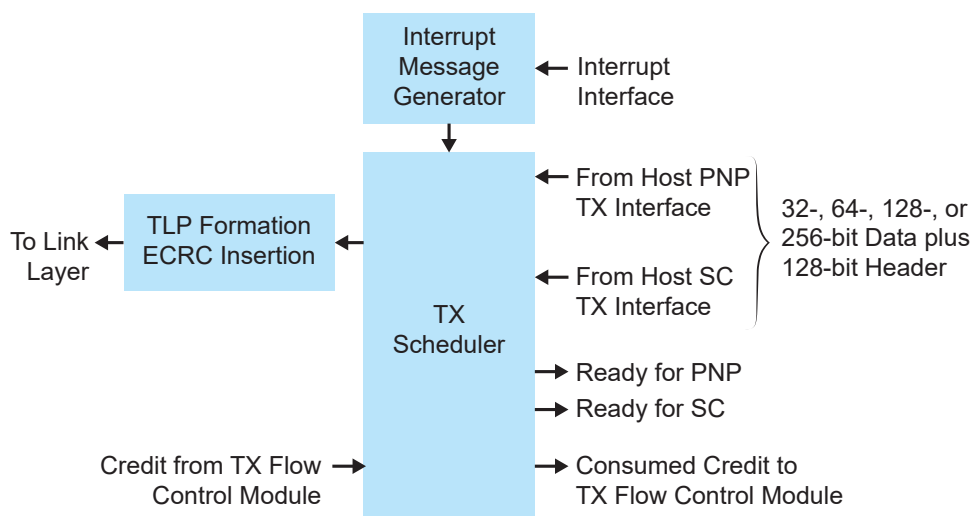 Interrupt
Message
Generator
Interrupt
Interface
From Host PNP
TX Interface
32-, 64-, 128-, or
256-bit Data plus
128-bit Header
TLP Formation
ECRC Insertion
To Link
Layer
From Host SC
TX Interface
TX
Scheduler
Ready for PNP
Ready for SC
Credit from TX Flow
Control Module
Consumed Credit to
TX Flow Control Module